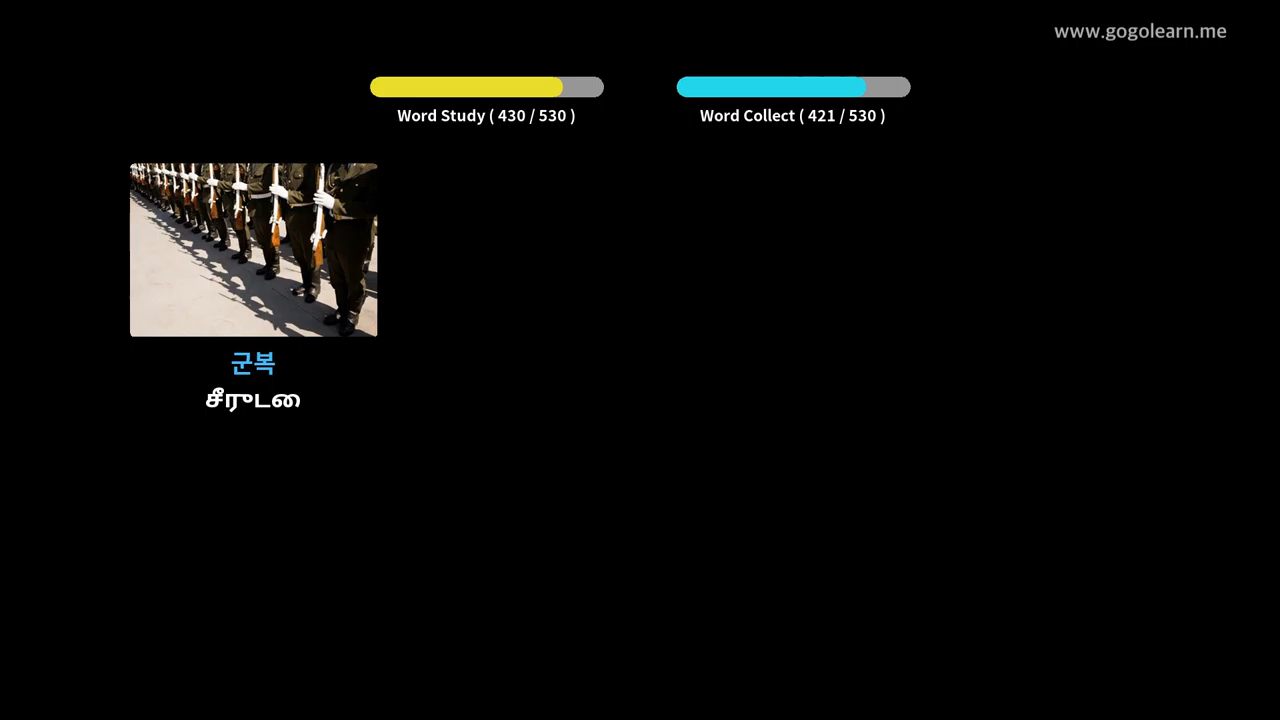 www.gogolearn.me
Word Study ( 430 / 530 )
Word Collect ( 421 / 530 )
군복
சீருடை